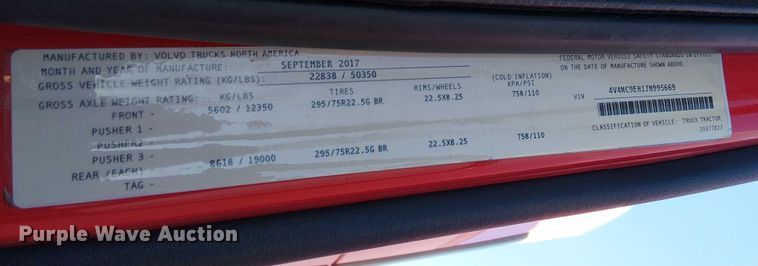 MANUFACTURED BY: VOLVO TRUCKS NORTH AMERICA
MONTH AND YEAR OF MANUFACTURE: SEPTEMBER 2017
GROSS VEHICLE WEIGHT RATING (KG/LBS) 22838 / 50350
GROSS AXLE WEIGHT RATING: KG/LBS TIRES RIMS/WHEELS (COLD INFLATION) KPA/PSI)
FRONT - 5602 / 12350 295/75R22.5G BR 22.5X8.25 758/110
PUSHER 1 -
PUSHER2 -
PUSHER 3 -
REAR (EACH) - 8618 / 19000 295/75R22.5G BR 22.5X8.25 758/110
TAG -
FEDERAL MOTOR VEHICLE SAFETY STANDARDS IN EFFECT
ON THE DATE OF MANUFACTURE SHOWN ABOVE.
VIN 4V4NC9EH1JN995669
CLASSIFICATION OF VEHICLE: TRUCK TRACTOR
20377823
Purple Wave Auction